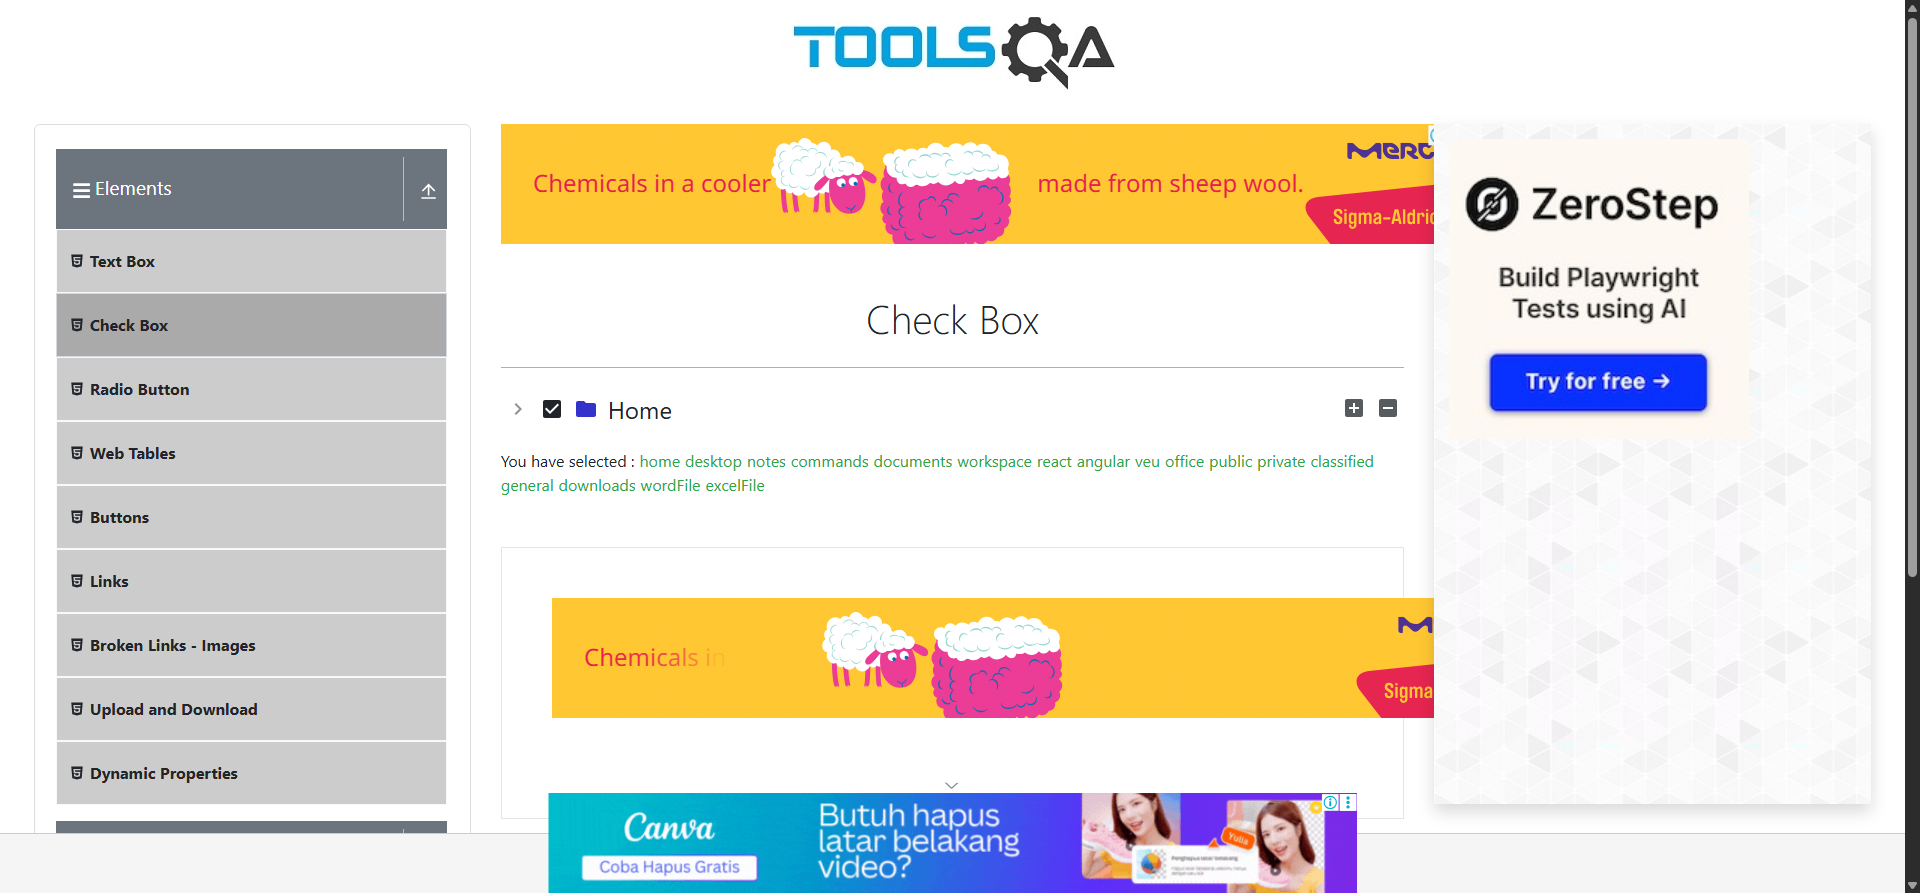 TOOLSQA
Elements
Text Box
Check Box
Radio Button
Web Tables
Buttons
Links
Broken Links - Images
Upload and Download
Dynamic Properties
Chemicals in a cooler made from sheep wool.
Merc
Sigma-Aldric
Check Box
Home
You have selected : home desktop notes commands documents workspace react angular veu office public private classified
general downloads wordFile excelFile
Chemicals in
Sigma
ZeroStep
Build Playwright
Tests using AI
Try for free →
Canva
Coba Hapus Gratis
Butuh hapus
latar belakang
video?
Yulia